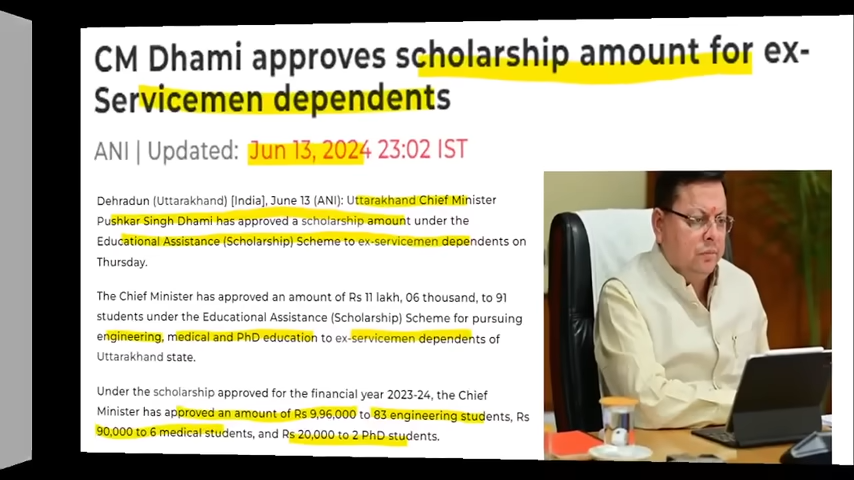 CM Dhami approves scholarship amount for ex-
Servicemen dependents
ANI | Updated: Jun 13, 2024 23:02 IST
Dehradun (Uttarakhand) [India], June 13 (ANI): Uttarakhand Chief Minister
Pushkar Singh Dhami has approved a scholarship amount under the
Educational Assistance (Scholarship) Scheme to ex-servicemen dependents on
Thursday.
The Chief Minister has approved an amount of Rs 11 lakh, 06 thousand, to 91
students under the Educational Assistance (Scholarship) Scheme for pursuing
engineering, medical and PhD education to ex-servicemen dependents of
Uttarakhand state.
Under the scholarship approved for the financial year 2023-24, the Chief
Minister has approved an amount of Rs 9,96,000 to 83 engineering students, Rs
90,000 to 6 medical students, and Rs 20,000 to 2 PhD students.